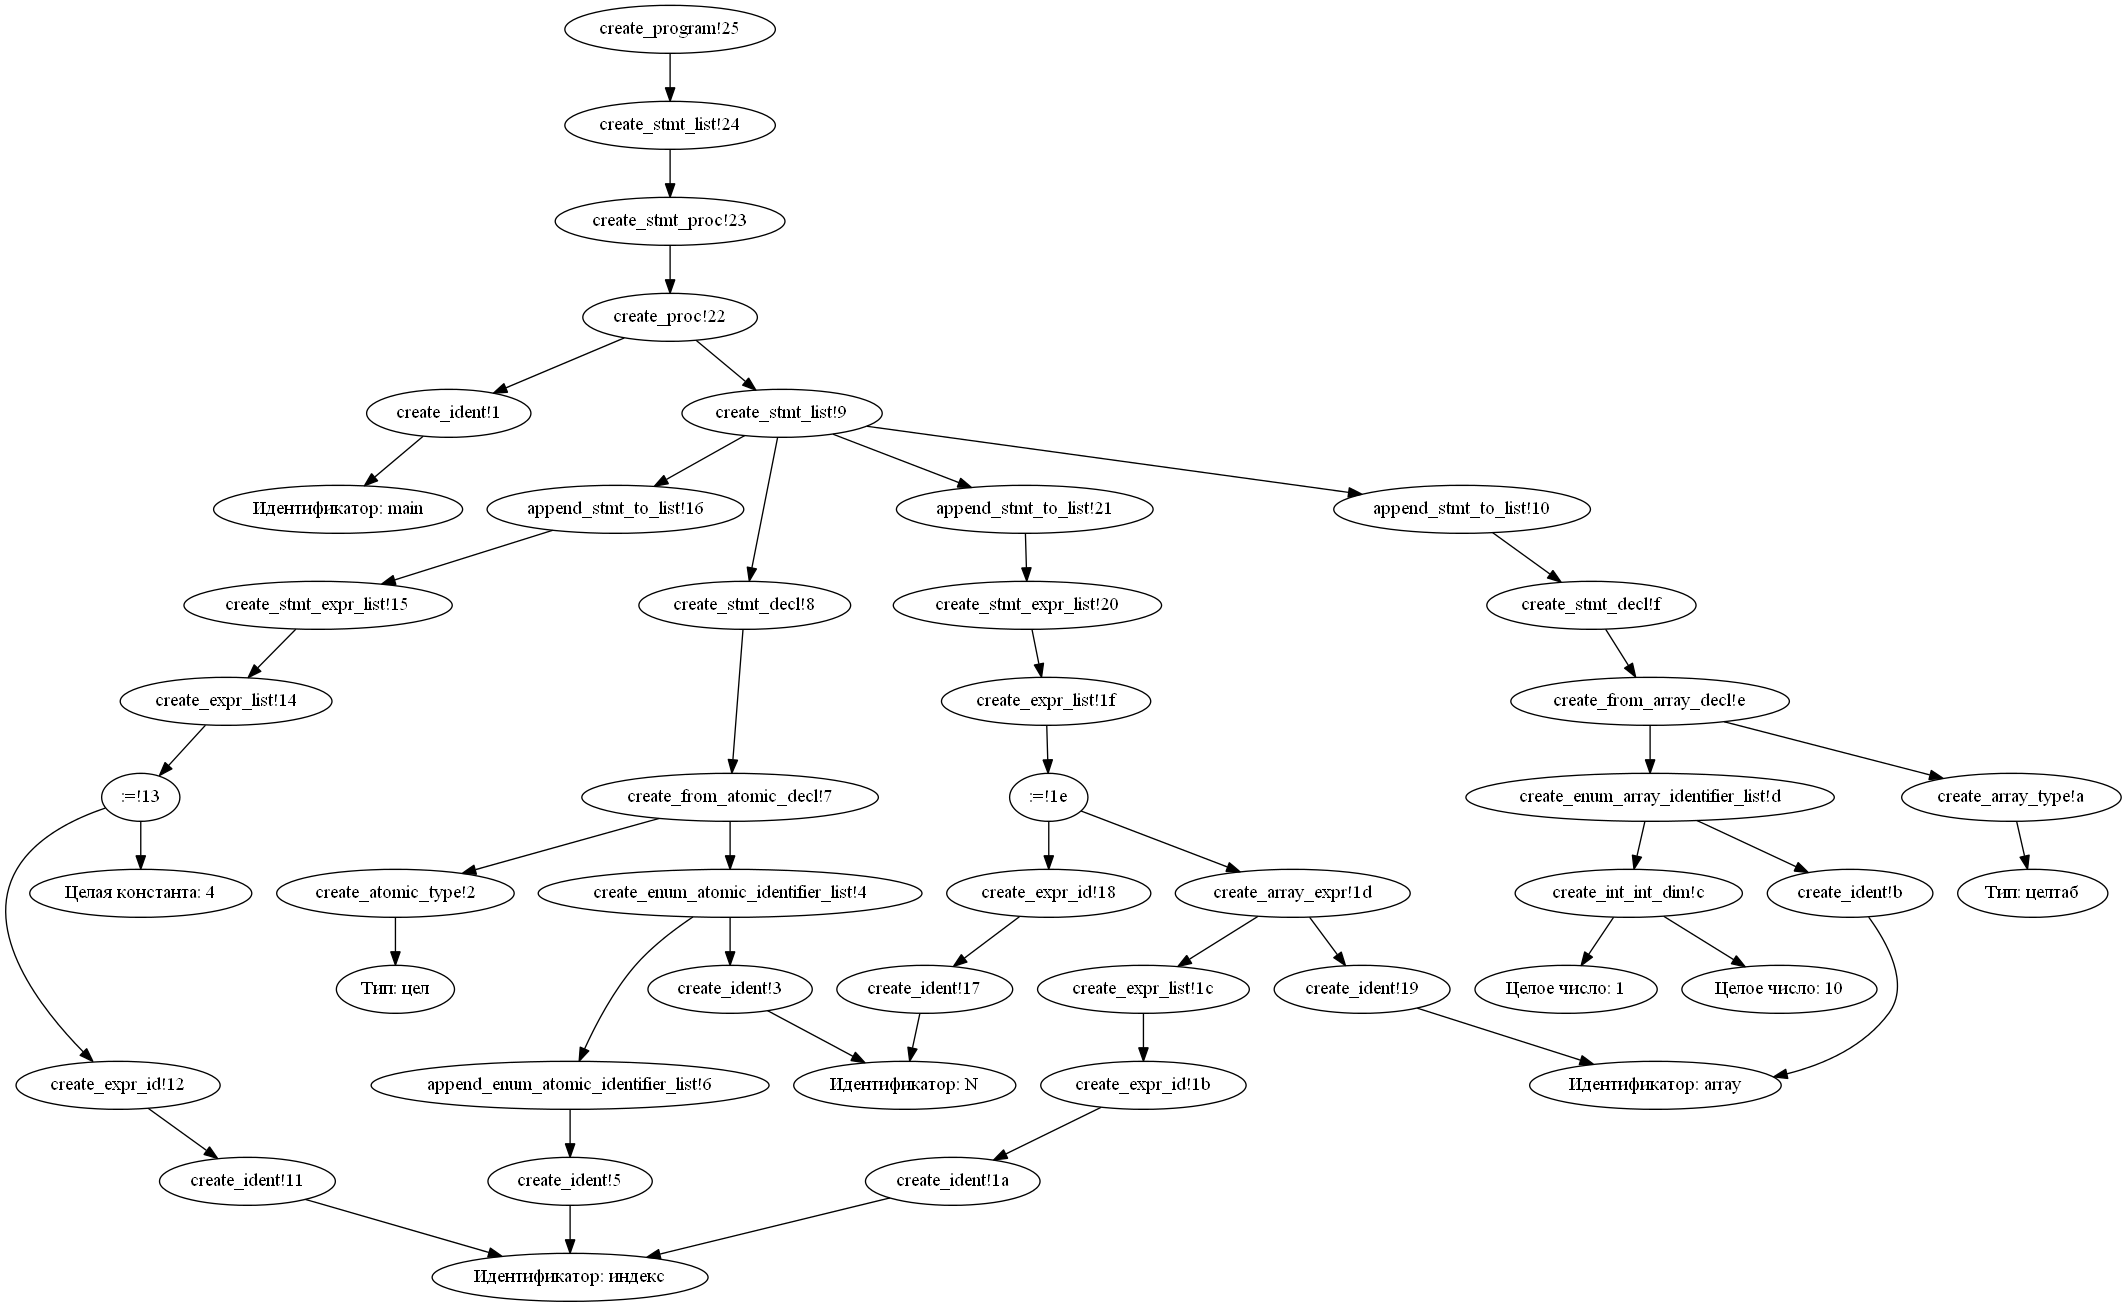 create_program!25
create_stmt_list!24
create_stmt_proc!23
create_proc!22
create_ident!1
create_stmt_list!9
Идентификатор: main
append_stmt_to_list!16
append_stmt_to_list!21
append_stmt_to_list!10
create_stmt_expr_list!15
create_stmt_decl!8
create_stmt_expr_list!20
create_stmt_decl!f
create_expr_list!14
create_expr_list!1f
create_from_array_decl!e
:=!13
create_from_atomic_decl!7
:=!1e
create_enum_array_identifier_list!d
create_array_type!a
Целая константа: 4
create_atomic_type!2
create_enum_atomic_identifier_list!4
create_expr_id!18
create_array_expr!1d
create_int_int_dim!c
create_ident!b
Тип: целтаб
Тип: цел
create_ident!3
create_ident!17
create_expr_list!1c
create_ident!19
Целое число: 1
Целое число: 10
create_expr_id!12
append_enum_atomic_identifier_list!6
Идентификатор: N
create_expr_id!1b
Идентификатор: array
create_ident!11
create_ident!5
create_ident!1a
Идентификатор: индекс